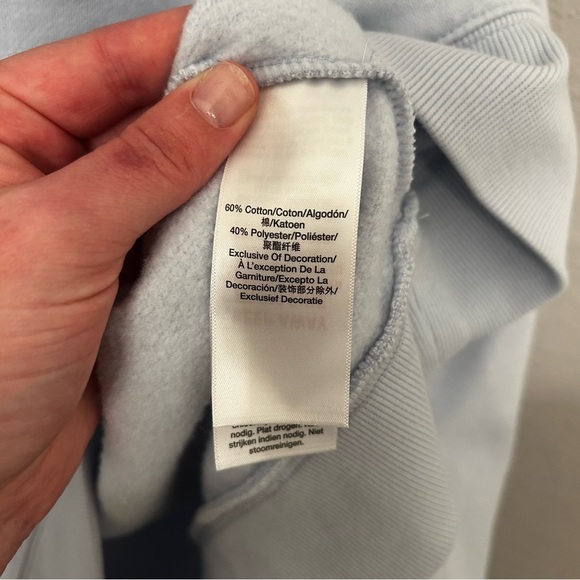 60% Cotton/Coton/Algodón/
棉/Katoen
40% Polyester/Poliéster/
聚酯纤维
Exclusive Of Decoration/
À L'exception De La
Garniture/Excepto La
Decoración/装饰部分除外/
Exclusief Decoratie
nodig. Plat drogen.
strijken indien nodig. Niet
stoomreinigen.